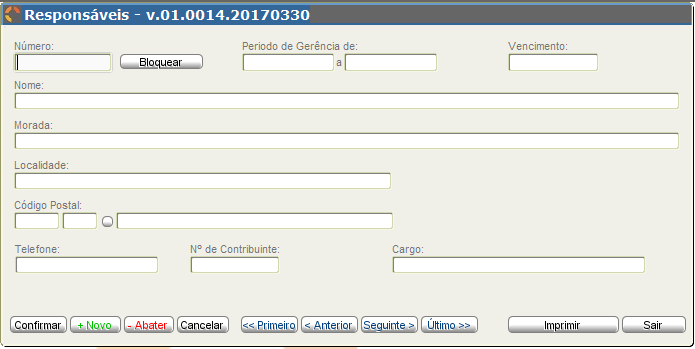 Responsáveis - v.01.0014.20170330
Número: Periodo de Gerência de: Vencimento:
Bloquear a
Nome:
Morada:
Localidade:
Código Postal:
Telefone: Nº de Contribuinte: Cargo:
Confirmar + Novo - Abater Cancelar << Primeiro < Anterior Seguinte > Último >> Imprimir Sair